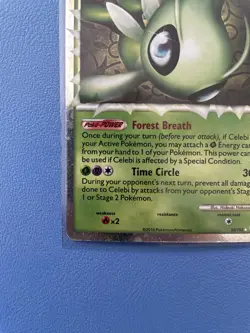 POKé-POWER Forest Breath
Once during your turn (before your attack), if Celebi
your Active Pokémon, you may attach a Energy
from your hand to 1 of your Pokémon. This power
be used if Celebi is affected by a Special Condition.
Time Circle 30
During your opponent's next turn, prevent all damage
done to Celebi by attacks from your opponent's Stage
1 or Stage 2 Pokémon.
weakness resistance
×2
©2010 Pokémon/Nintendo